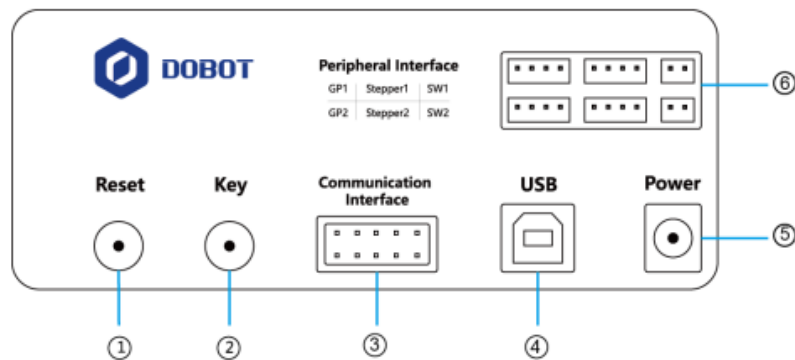 DOBOT
Peripheral Interface
GP1 Stepper1 SW1
GP2 Stepper2 SW2
⑥
Reset
Key
Communication
Interface
USB
Power
⑤
①
②
③
④